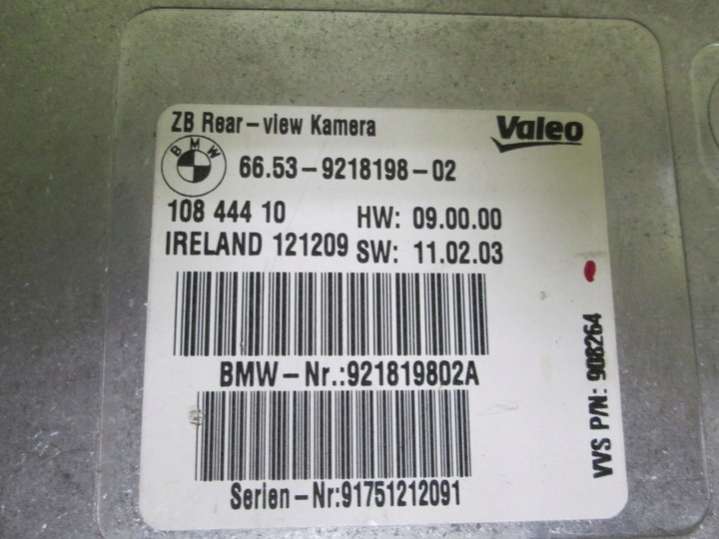 ZB Rear-view Kamera
Valeo
BMW
66.53-9218198-02
108 444 10 HW: 09.00.00
IRELAND 121209 SW: 11.02.03
BMW-Nr.:921819802A
Serien-Nr:91751212091
VVS P/N: 908264